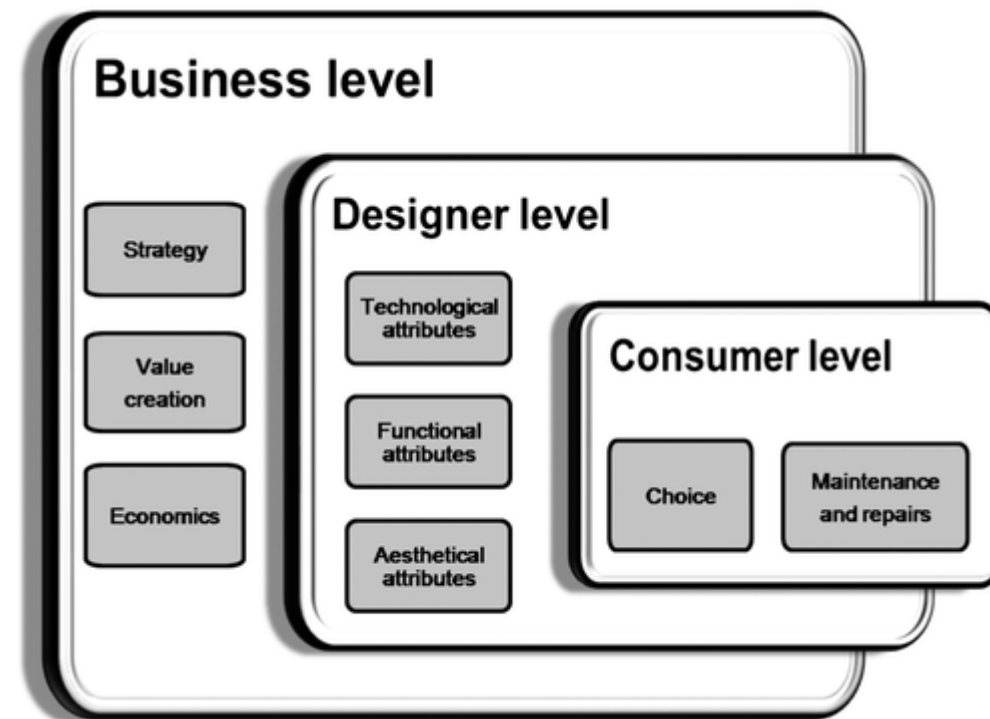 Business level
Strategy
Value
creation
Economics
Designer level
Technological
attributes
Functional
attributes
Aesthetical
attributes
Consumer level
Choice
Maintenance
and repairs